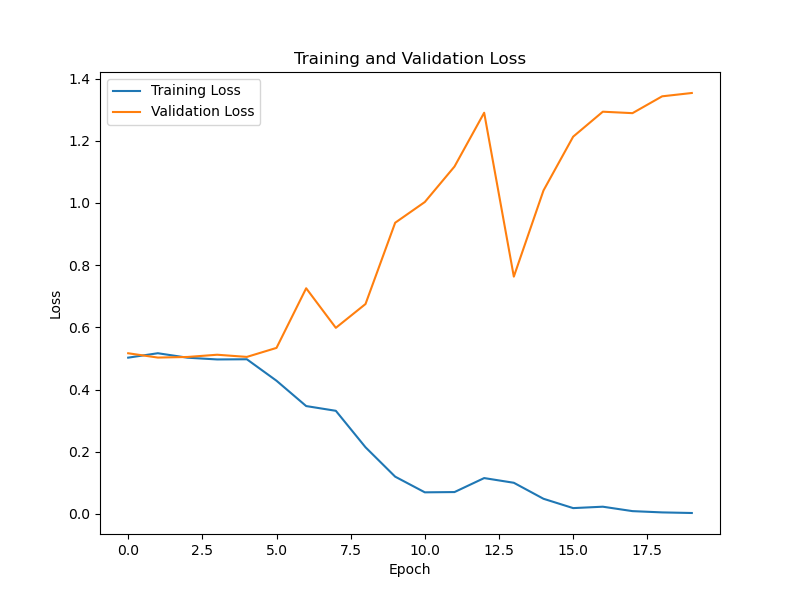 Training and Validation Loss
Training Loss
Validation Loss
1.4
1.2
1.0
0.8
0.6
0.4
0.2
0.0
Loss
0.0 2.5 5.0 7.5 10.0 12.5 15.0 17.5
Epoch